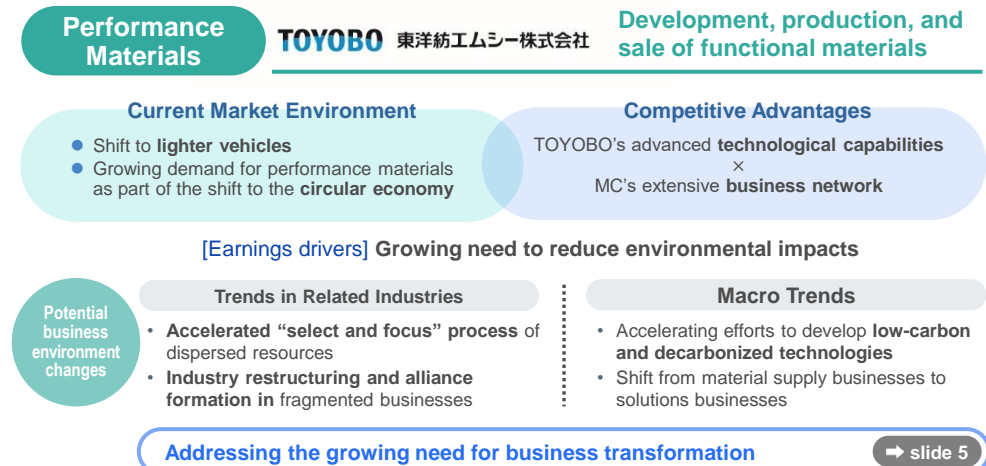 Performance
Materials
TOYOBO 東洋紡エムシー株式会社
Development, production, and
sale of functional materials
Current Market Environment
● Shift to lighter vehicles
● Growing demand for performance materials
as part of the shift to the circular economy
Competitive Advantages
TOYOBO's advanced technological capabilities
×
MC's extensive business network
[Earnings drivers] Growing need to reduce environmental impacts
Potential
business
environment
changes
Trends in Related Industries
• Accelerated “select and focus” process of
dispersed resources
• Industry restructuring and alliance
formation in fragmented businesses
Macro Trends
• Accelerating efforts to develop low-carbon
and decarbonized technologies
• Shift from material supply businesses to
solutions businesses
Addressing the growing need for business transformation
➡ slide 5